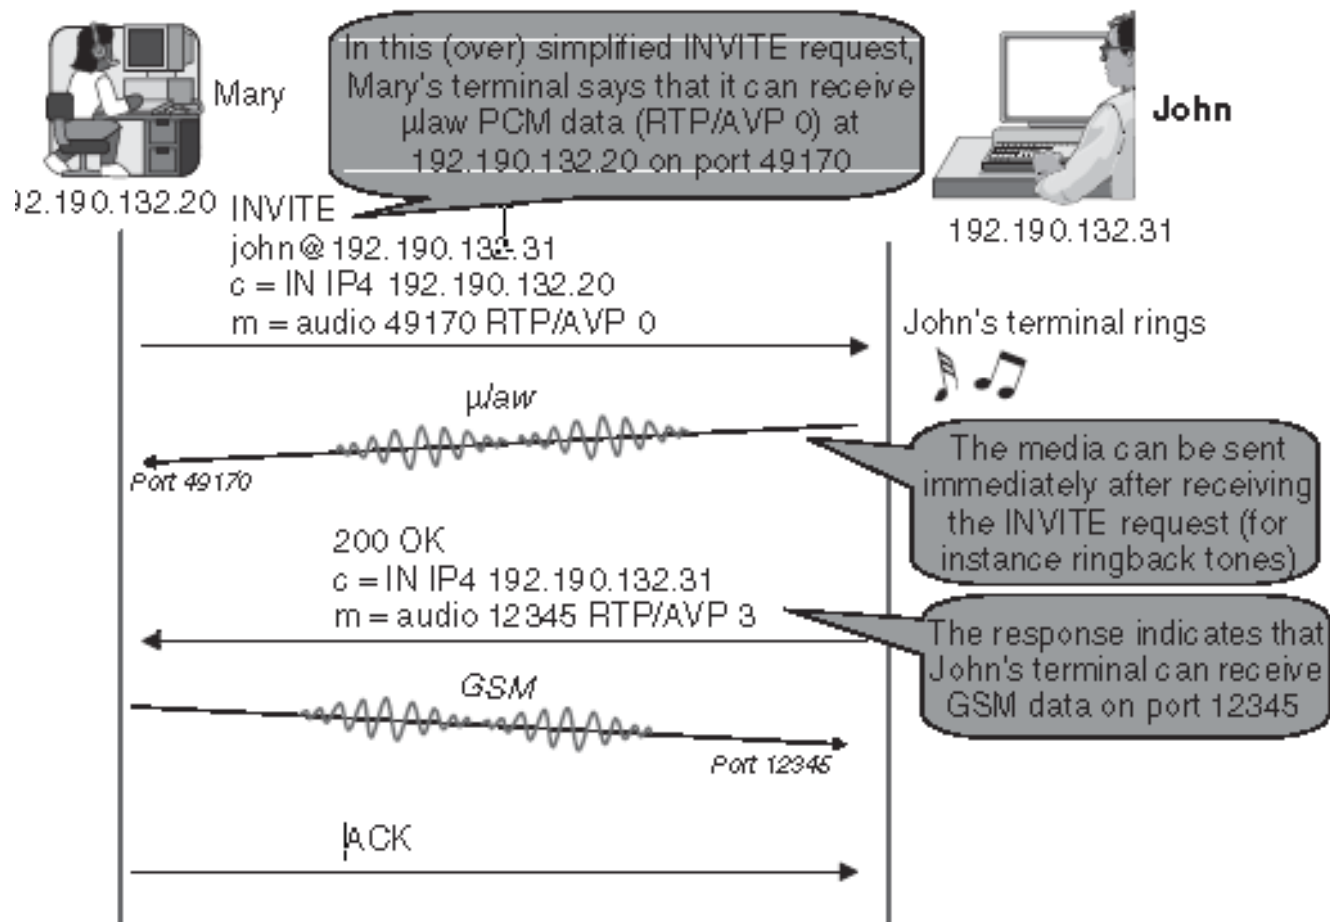 In this (over) simplified INVITE request,
Mary's terminal says that it can receive
µlaw PCM data (RTP/AVP 0) at
192.190.132.20 on port 49170
Mary
John
92.190.132.20
192.190.132.31
INVITE
john@192.190.132.31
c = IN IP4 192.190.132.20
m = audio 49170 RTP/AVP 0
John's terminal rings
µlaw
Port 49170
The media can be sent
immediately after receiving
the INVITE request (for
instance ringback tones)
200 OK
c = IN IP4 192.190.132.31
m = audio 12345 RTP/AVP 3
The response indicates that
John's terminal can receive
GSM data on port 12345
GSM
Port 12345
ACK